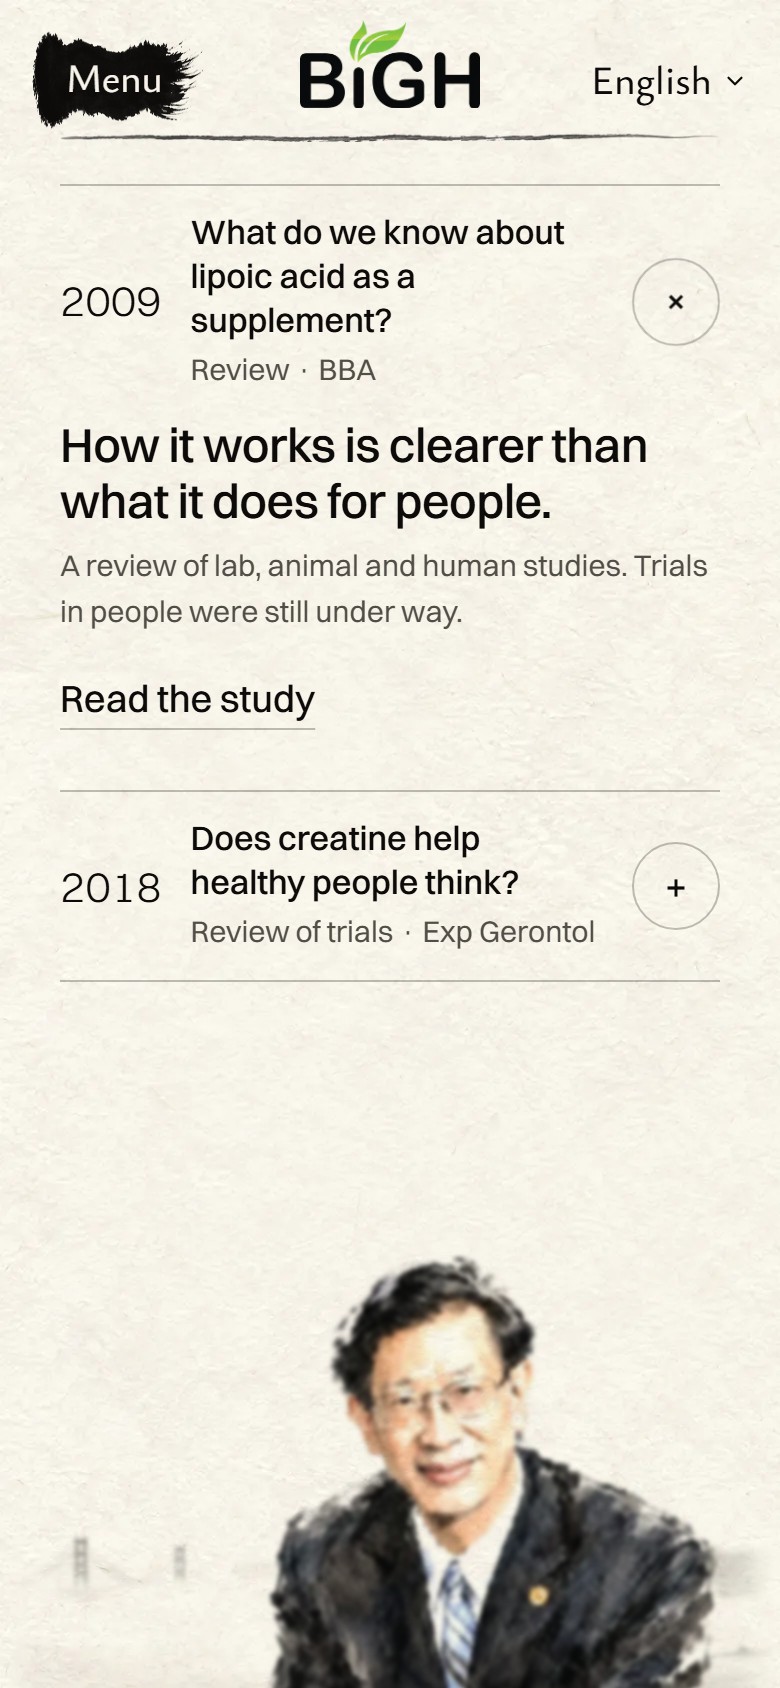 Menu
BiGH
English
2009
What do we know about
lipoic acid as a
supplement?
Review · BBA
How it works is clearer than
what it does for people.
A review of lab, animal and human studies. Trials
in people were still under way.
Read the study
2018
Does creatine help
healthy people think?
Review of trials · Exp Gerontol